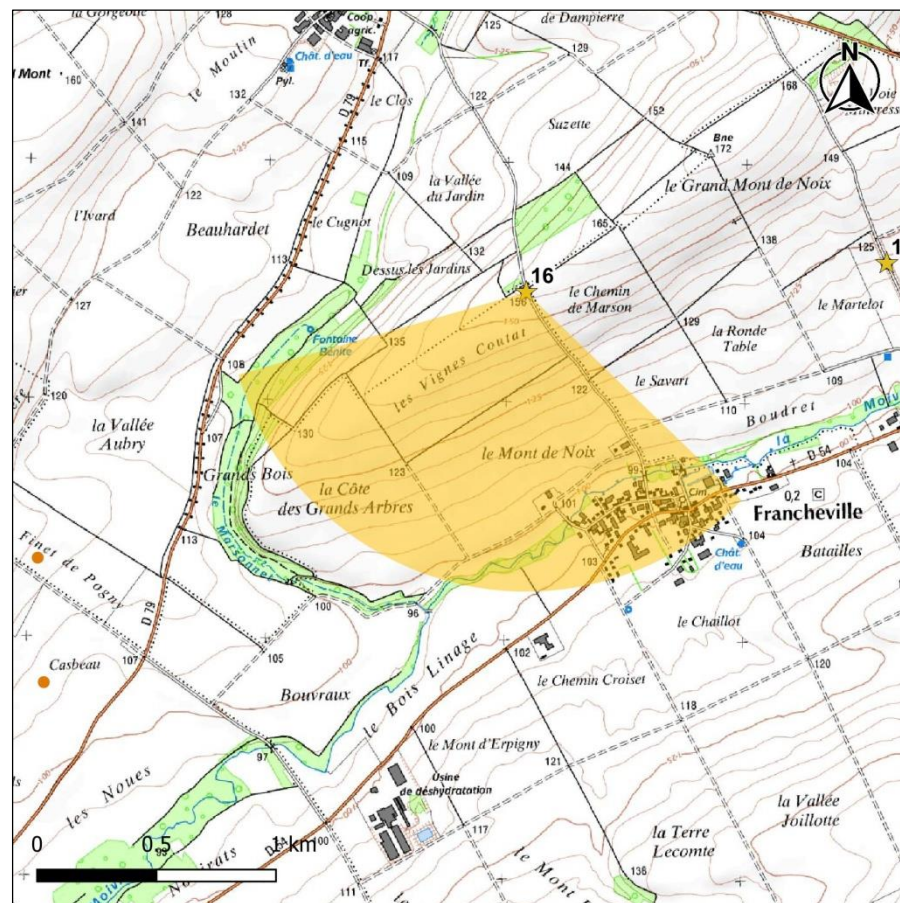 la Gorgeotte
128
Coop.
agric.
125
de Dampierre
117
129
Mont
160
le Moulin
Chât. d'eau
Tf.
Pyl.
132
le Clos
122
168
141
D 79
Suzette
152
115
Bne
172
149
122
109
144
le Grand Mont de Noix
la Vallée
du Jardin
l'Ivard
Beauhardet
le Cugnot
165
138
125
132
Dessus les Jardins
113
16
le Chemin
de Marson
le Martelot
127
Fontaine
Bénite
135
129
la Ronde
Table
108
les Vignes Coutat
le Savart
109
120
122
110
Boudret
la Vallée
Aubry
107
130
le Mont de Noix
la
D 54
104
Grands Bois
123
99
la Côte
des Grands Arbres
101
Cim
0,2
C
Francheville
le Marsonnet
113
103
Chât.
d'eau
104
Batailles
Finet de Pogny
100
96
le Chaillot
D 79
105
102
107
Casbeau
Bouvraux
le Bois Linage
le Chemin Croiset
120
118
100
le Mont d'Erpigny
97
121
les Noues
Usine
de déshydratation
la Vallée
Joillotte
0
0.5
1 km
117
la Terre
Lecomte
111
136
N